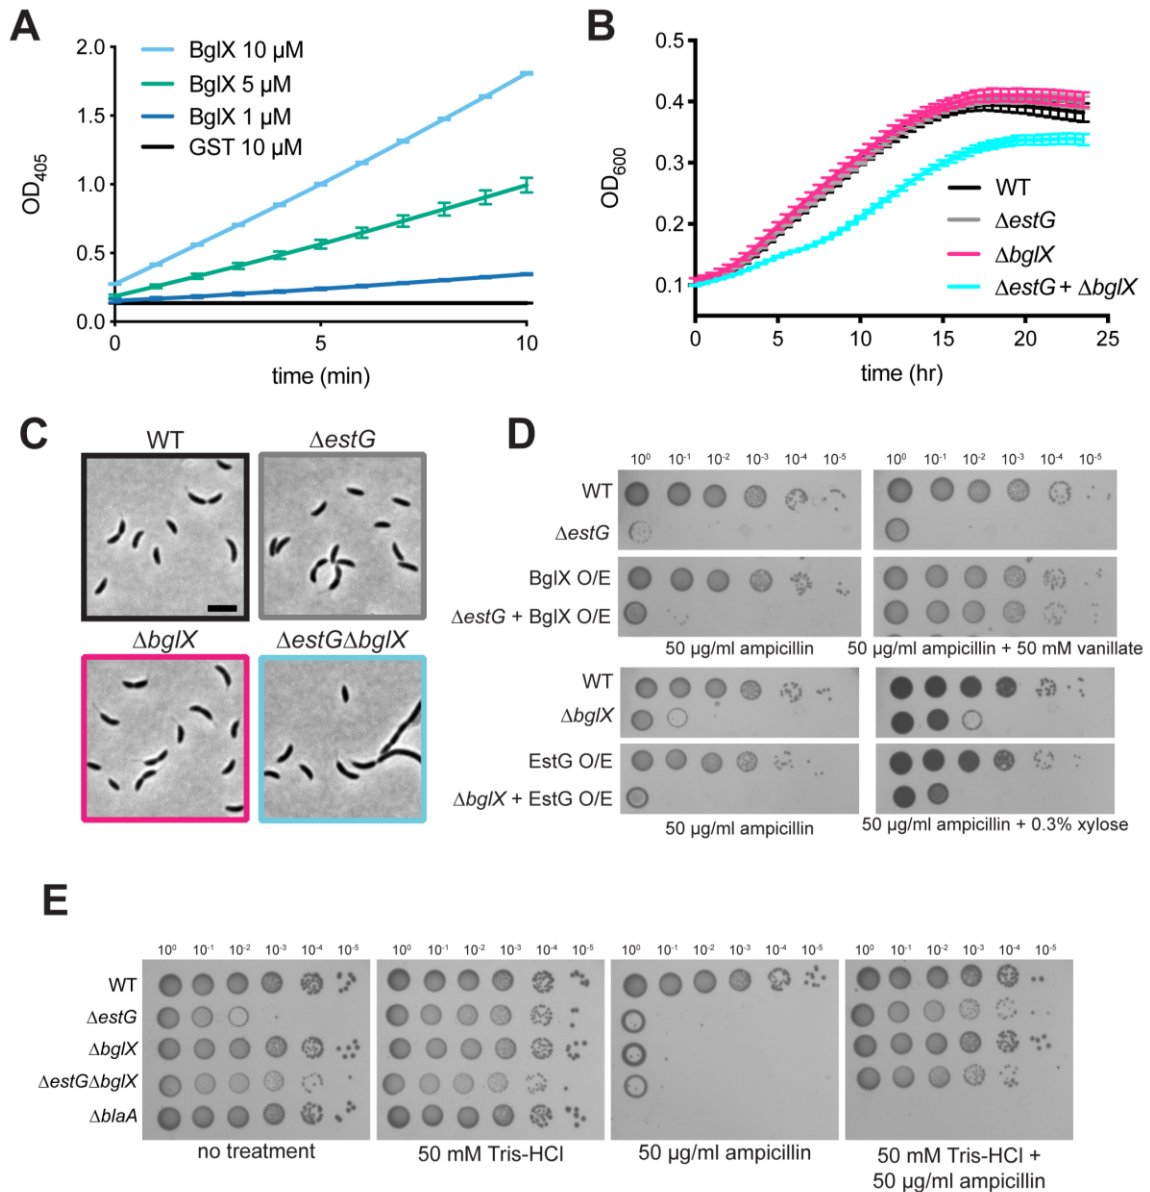 A
2.0
1.5
1.0
0.5
0.0
OD405
BglX 10 µM
BglX 5 µM
BglX 1 µM
GST 10 µM
0 5 10
time (min)
B
0.5
0.4
0.3
0.2
0.1
OD600
WT
ΔestG
ΔbglX
ΔestG + ΔbglX
0 5 10 15 20 25
time (hr)
C
WT ΔestG
ΔbglX ΔestGΔbglX
D
10⁰ 10⁻¹ 10⁻² 10⁻³ 10⁻⁴ 10⁻⁵ 10⁰ 10⁻¹ 10⁻² 10⁻³ 10⁻⁴ 10⁻⁵
WT
ΔestG
BglX O/E
ΔestG + BglX O/E
50 µg/ml ampicillin 50 µg/ml ampicillin + 50 mM vanillate
WT
ΔbglX
EstG O/E
ΔbglX + EstG O/E
50 µg/ml ampicillin 50 µg/ml ampicillin + 0.3% xylose
E
10⁰ 10⁻¹ 10⁻² 10⁻³ 10⁻⁴ 10⁻⁵ 10⁰ 10⁻¹ 10⁻² 10⁻³ 10⁻⁴ 10⁻⁵ 10⁰ 10⁻¹ 10⁻² 10⁻³ 10⁻⁴ 10⁻⁵ 10⁰ 10⁻¹ 10⁻² 10⁻³ 10⁻⁴ 10⁻⁵
WT
ΔestG
ΔbglX
ΔestGΔbglX
ΔblaA
no treatment 50 mM Tris-HCl 50 µg/ml ampicillin 50 mM Tris-HCl +
50 µg/ml ampicillin